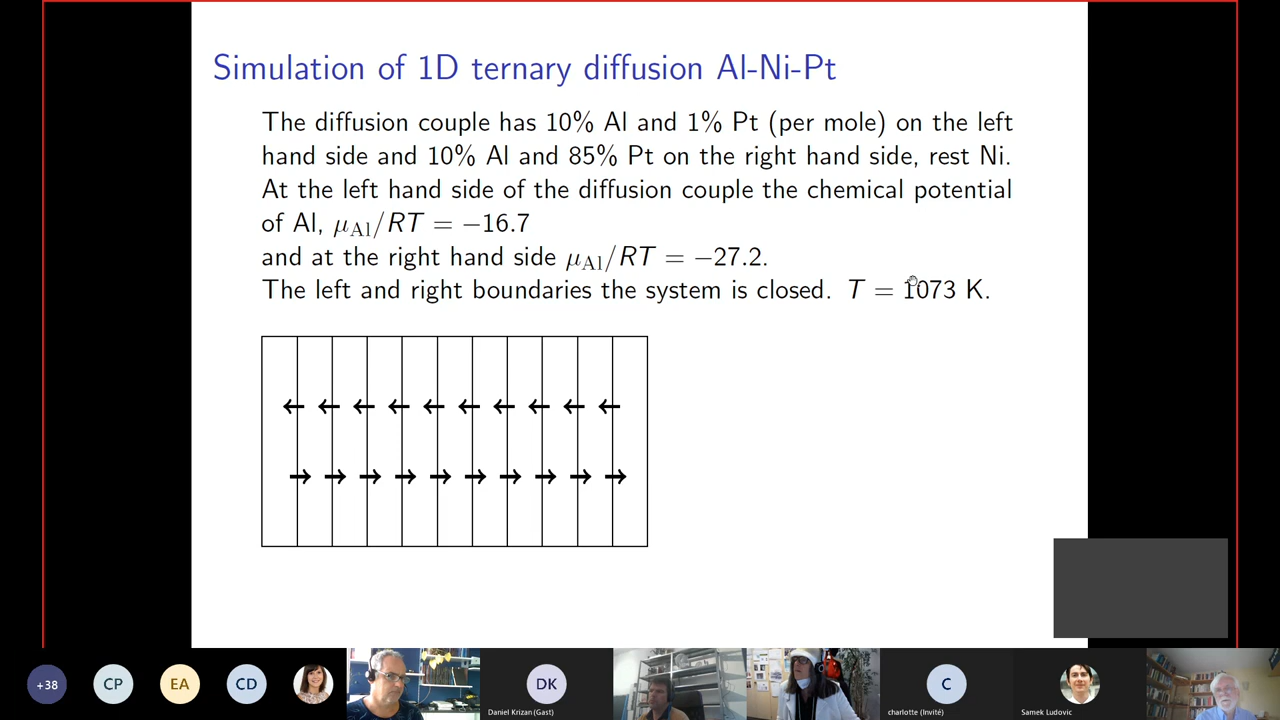 Simulation of 1D ternary diffusion Al-Ni-Pt
The diffusion couple has 10% Al and 1% Pt (per mole) on the left
hand side and 10% Al and 85% Pt on the right hand side, rest Ni.
At the left hand side of the diffusion couple the chemical potential
of Al, μ_Al/RT = −16.7
and at the right hand side μ_Al/RT = −27.2.
The left and right boundaries the system is closed. T = 1073 K.
+38
CP
EA
CD
DK
Daniel Krizan (Gast)
C
charlotte (Invité)
Samek Ludovic